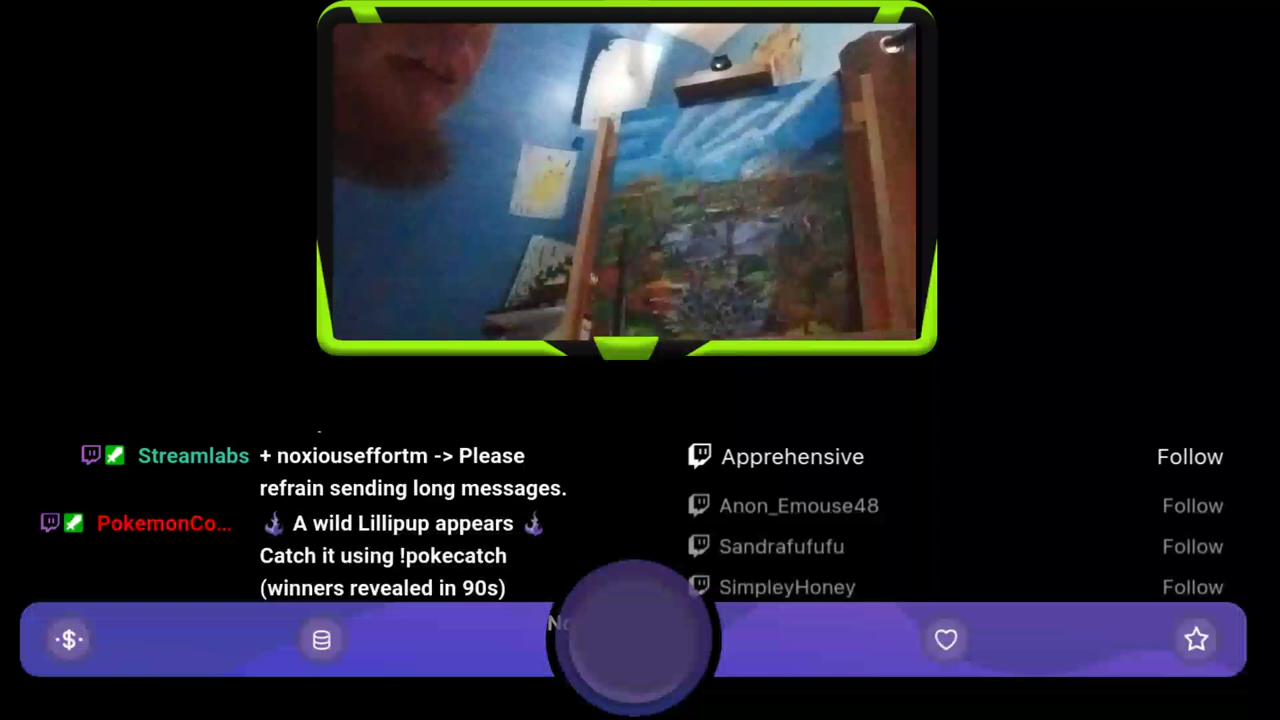 Streamlabs + noxiouseffortm -> Please
refrain sending long messages.
PokemonCo... A wild Lillipup appears
Catch it using !pokecatch
(winners revealed in 90s)
Apprehensive Follow
Anon_Emouse48 Follow
Sandrafufufu Follow
SimpleyHoney Follow